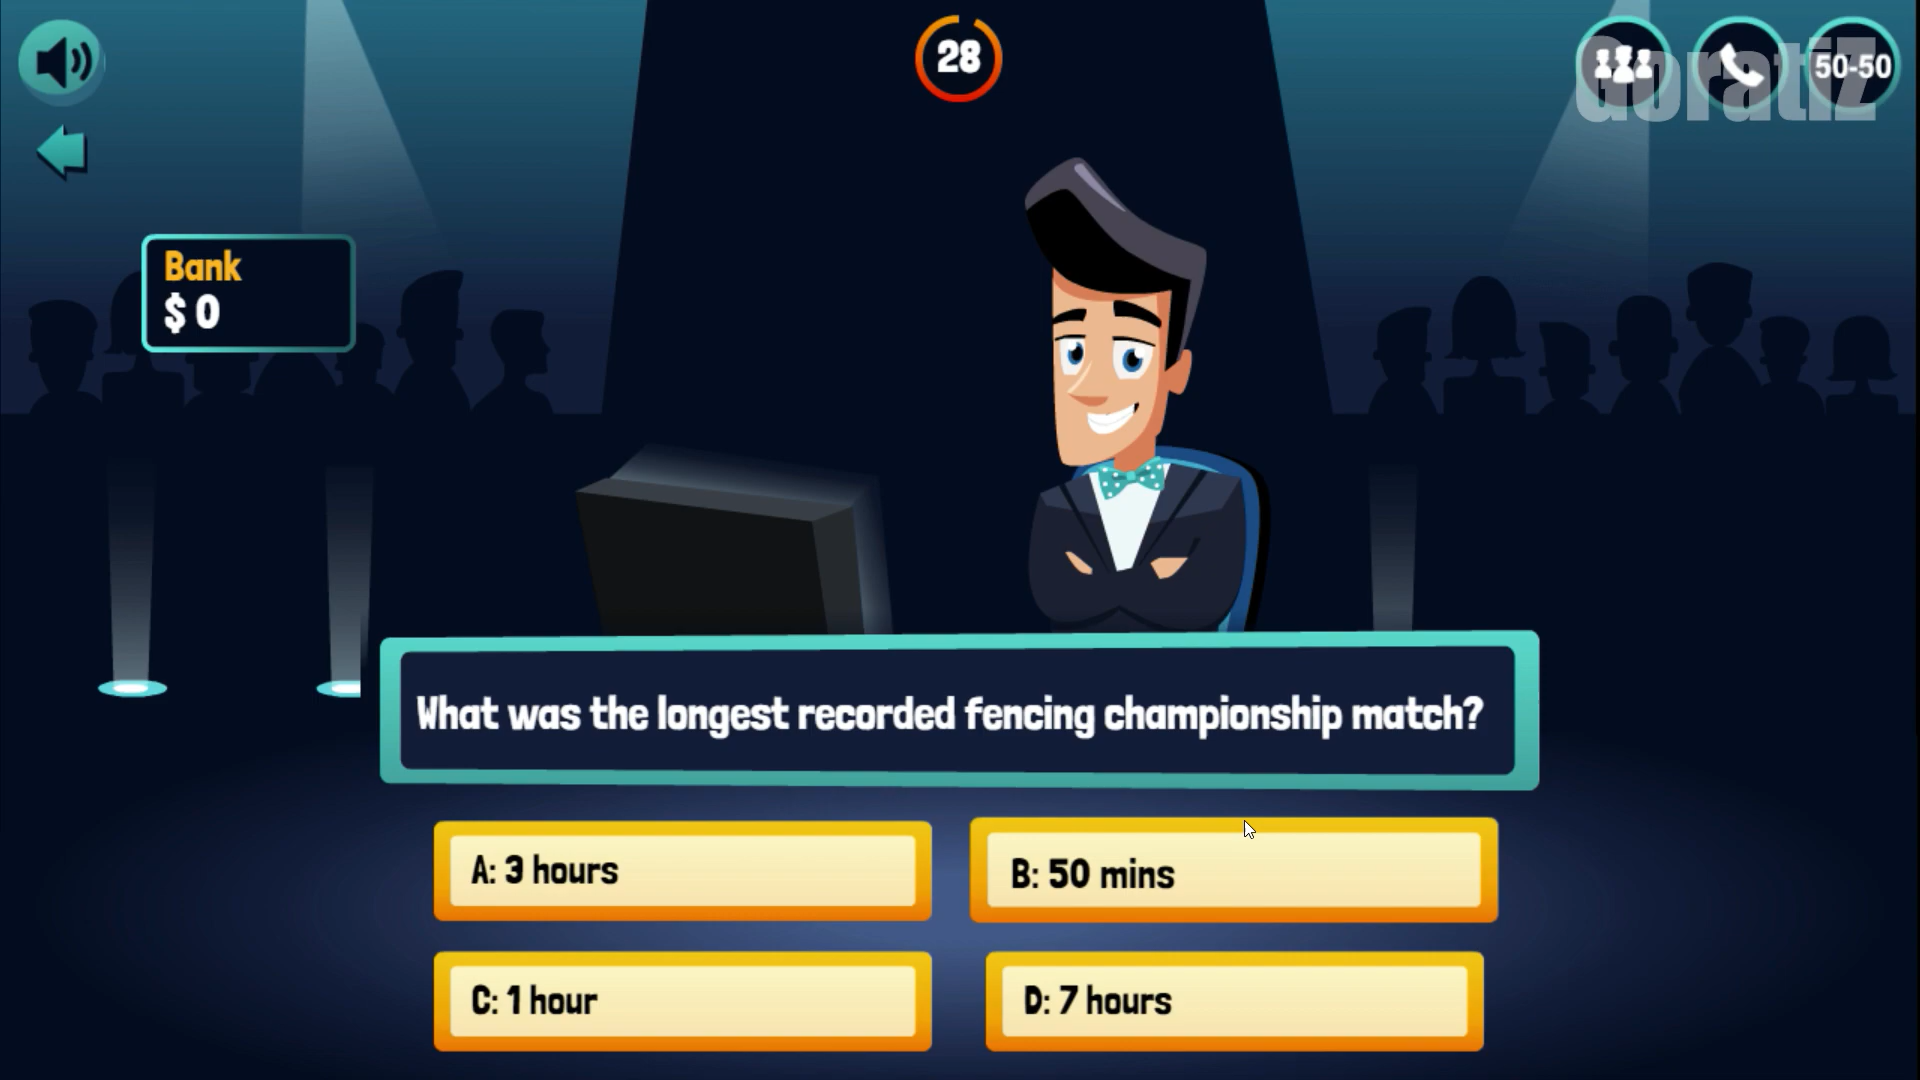 28
GoratiZ
50-50
Bank
$ 0
What was the longest recorded fencing championship match?
A: 3 hours
B: 50 mins
C: 1 hour
D: 7 hours